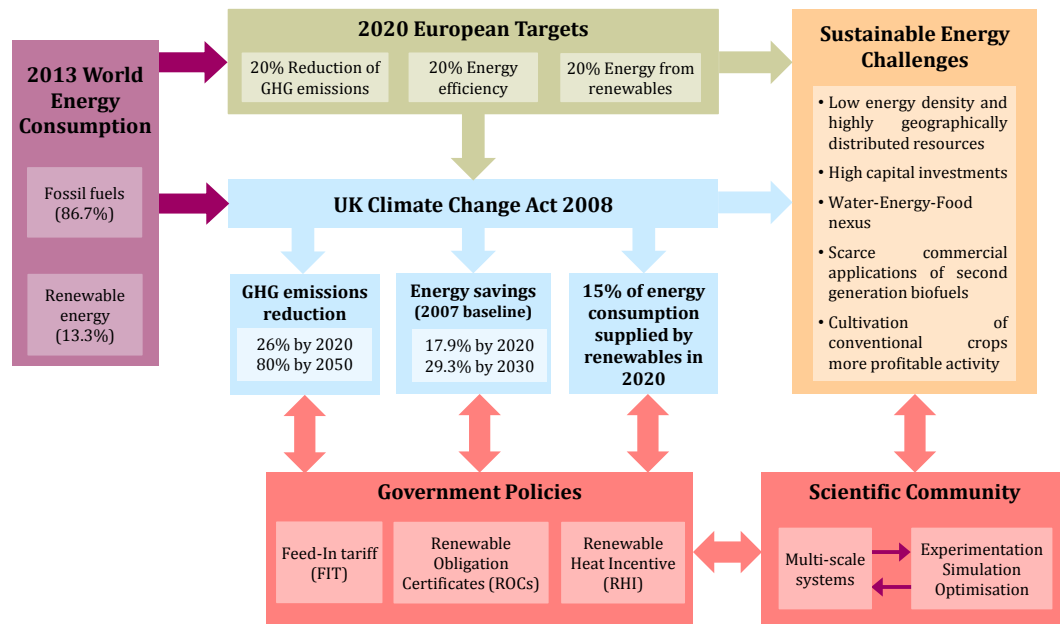 2013 World
Energy
Consumption
Fossil fuels
(86.7%)
Renewable
energy
(13.3%)
2020 European Targets
20% Reduction of
GHG emissions
20% Energy
efficiency
20% Energy from
renewables
UK Climate Change Act 2008
GHG emissions
reduction
26% by 2020
80% by 2050
Energy savings
(2007 baseline)
17.9% by 2020
29.3% by 2030
15% of energy
consumption
supplied by
renewables in
2020
Sustainable Energy
Challenges
• Low energy density and
highly geographically
distributed resources
• High capital investments
• Water-Energy-Food
nexus
• Scarce commercial
applications of second
generation biofuels
• Cultivation of
conventional crops
more profitable activity
Government Policies
Feed-In tariff
(FIT)
Renewable
Obligation
Certificates (ROCs)
Renewable
Heat Incentive
(RHI)
Scientific Community
Multi-scale
systems
Experimentation
Simulation
Optimisation